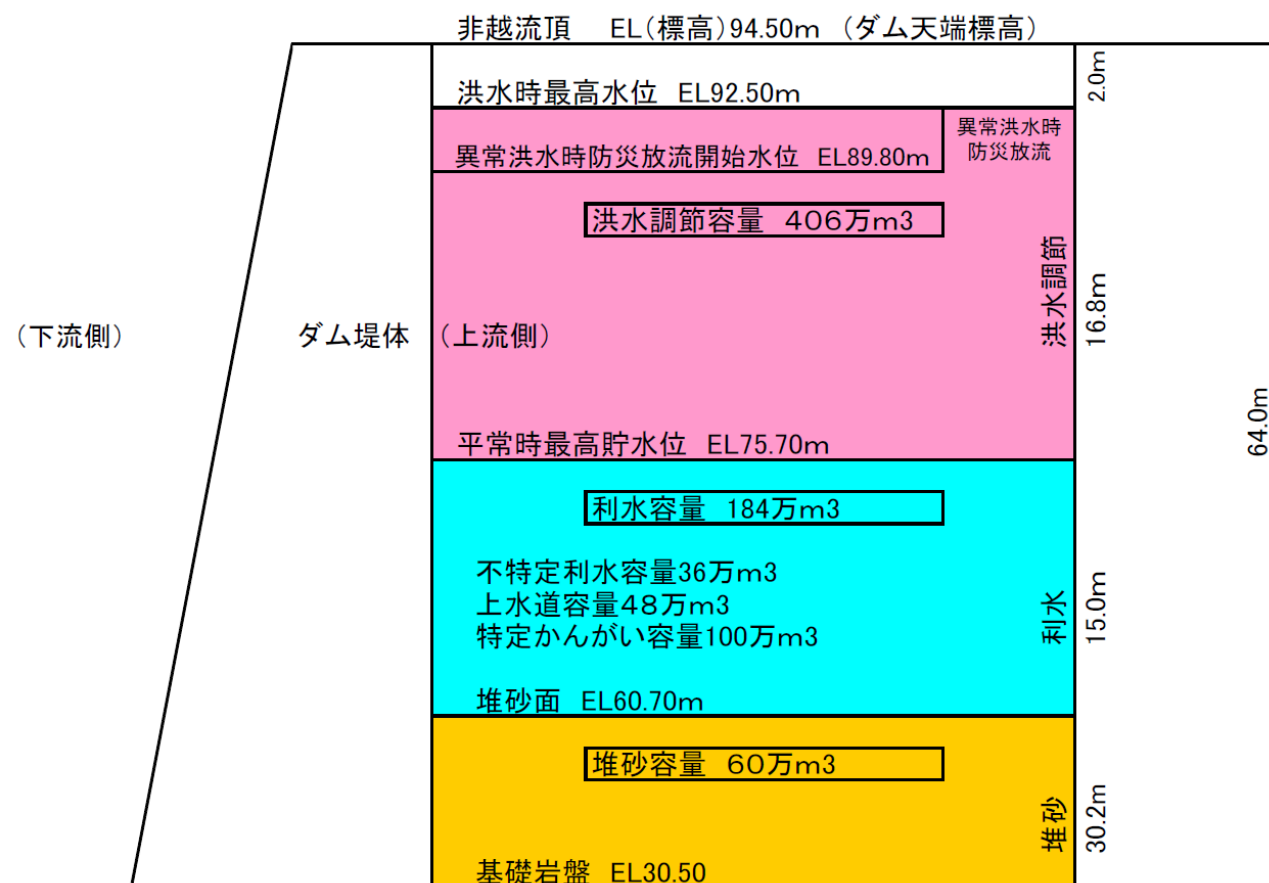 非越流頂 EL(標高)94.50m (ダム天端標高)
2.0m
洪水時最高水位 EL92.50m
異常洪水時
防災放流
異常洪水時防災放流開始水位 EL89.80m
洪水調節容量 406万m3
洪水調節
16.8m
(下流側)
ダム堤体
(上流側)
64.0m
平常時最高貯水位 EL75.70m
利水容量 184万m3
不特定利水容量36万m3
上水道容量48万m3
特定かんがい容量100万m3
利水
15.0m
堆砂面 EL60.70m
堆砂容量 60万m3
堆砂
30.2m
基礎岩盤 EL30.50